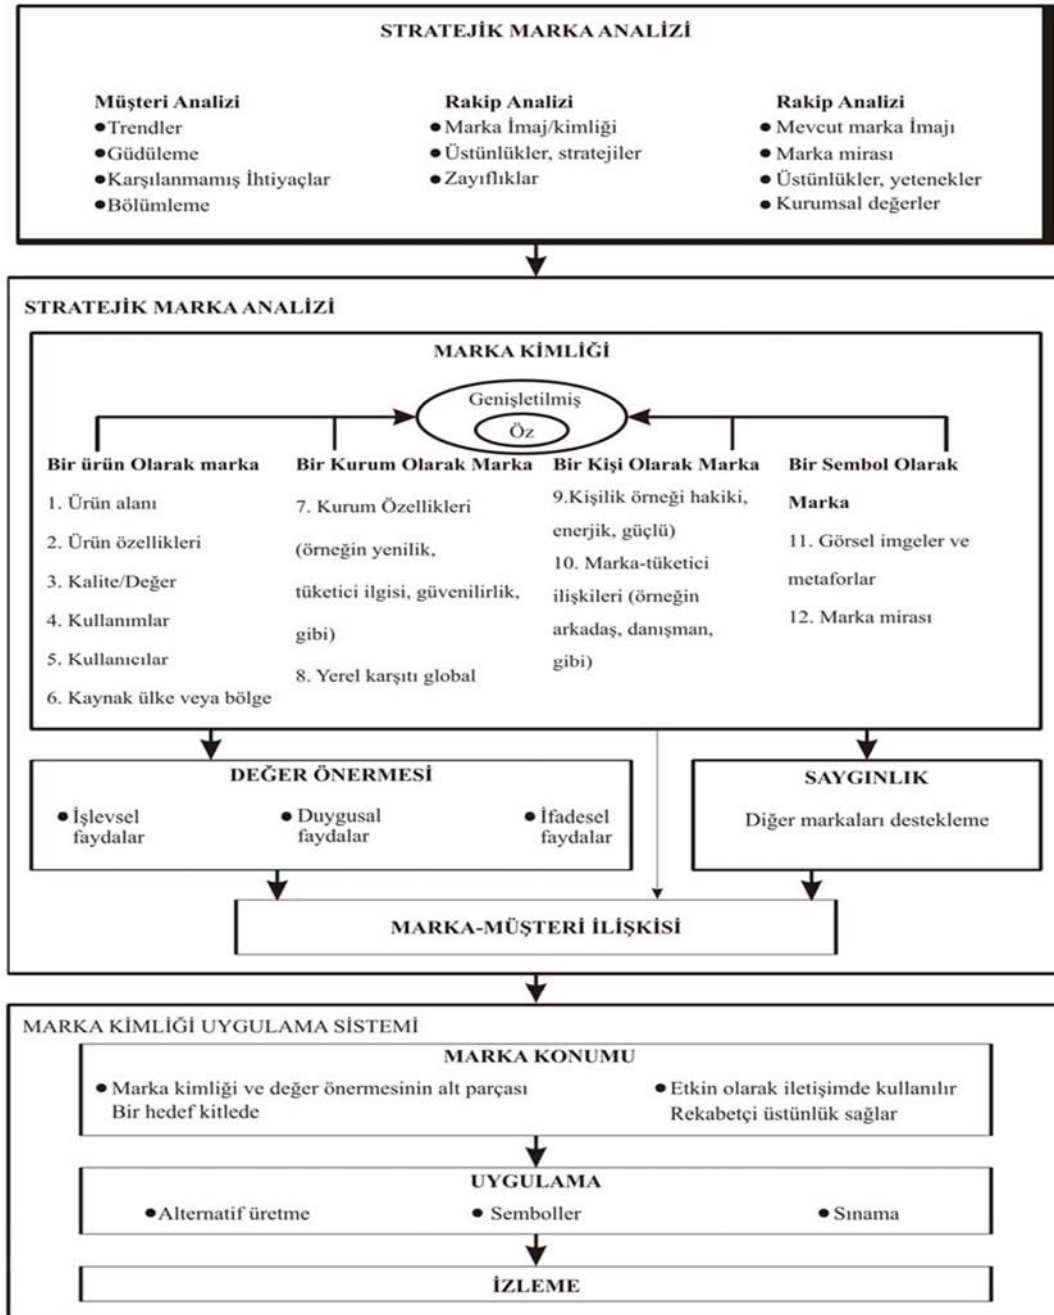 STRATEJİK MARKA ANALİZİ
Müşteri Analizi
●Trendler
●Güdüleme
●Karşılanmamış İhtiyaçlar
●Bölümleme
Rakip Analizi
● Marka İmaj/kimliği
● Üstünlükler, stratejiler
● Zayıflıklar
Rakip Analizi
● Mevcut marka İmajı
● Marka mirası
● Üstünlükler, yetenekler
● Kurumsal değerler
STRATEJİK MARKA ANALİZİ
MARKA KİMLİĞİ
Genişletilmiş
Öz
Bir ürün Olarak marka
1. Ürün alanı
2. Ürün özellikleri
3. Kalite/Değer
4. Kullanımlar
5. Kullanıcılar
6. Kaynak ülke veya bölge
Bir Kurum Olarak Marka
7. Kurum Özellikleri
(örneğin yenilik,
tüketici ilgisi, güvenilirlik,
gibi)
8. Yerel karşıtı global
Bir Kişi Olarak Marka
9.Kişilik örneği hakiki,
enerjik, güçlü)
10. Marka-tüketici
ilişkileri (örneğin
arkadaş, danışman,
gibi)
Bir Sembol Olarak
Marka
11. Görsel imgeler ve
metaforlar
12. Marka mirası
DEĞER ÖNERMESİ
● İşlevsel
faydalar
● Duygusal
faydalar
● İfadesel
faydalar
SAYGINLIK
Diğer markaları destekleme
MARKA-MÜŞTERİ İLİŞKİSİ
MARKA KİMLİĞİ UYGULAMA SİSTEMİ
MARKA KONUMU
● Marka kimliği ve değer önermesinin alt parçası
Bir hedef kitlede
● Etkin olarak iletişimde kullanılır
Rekabetçi üstünlük sağlar
UYGULAMA
●Alternatif üretme
● Semboller
● Sınama
İZLEME